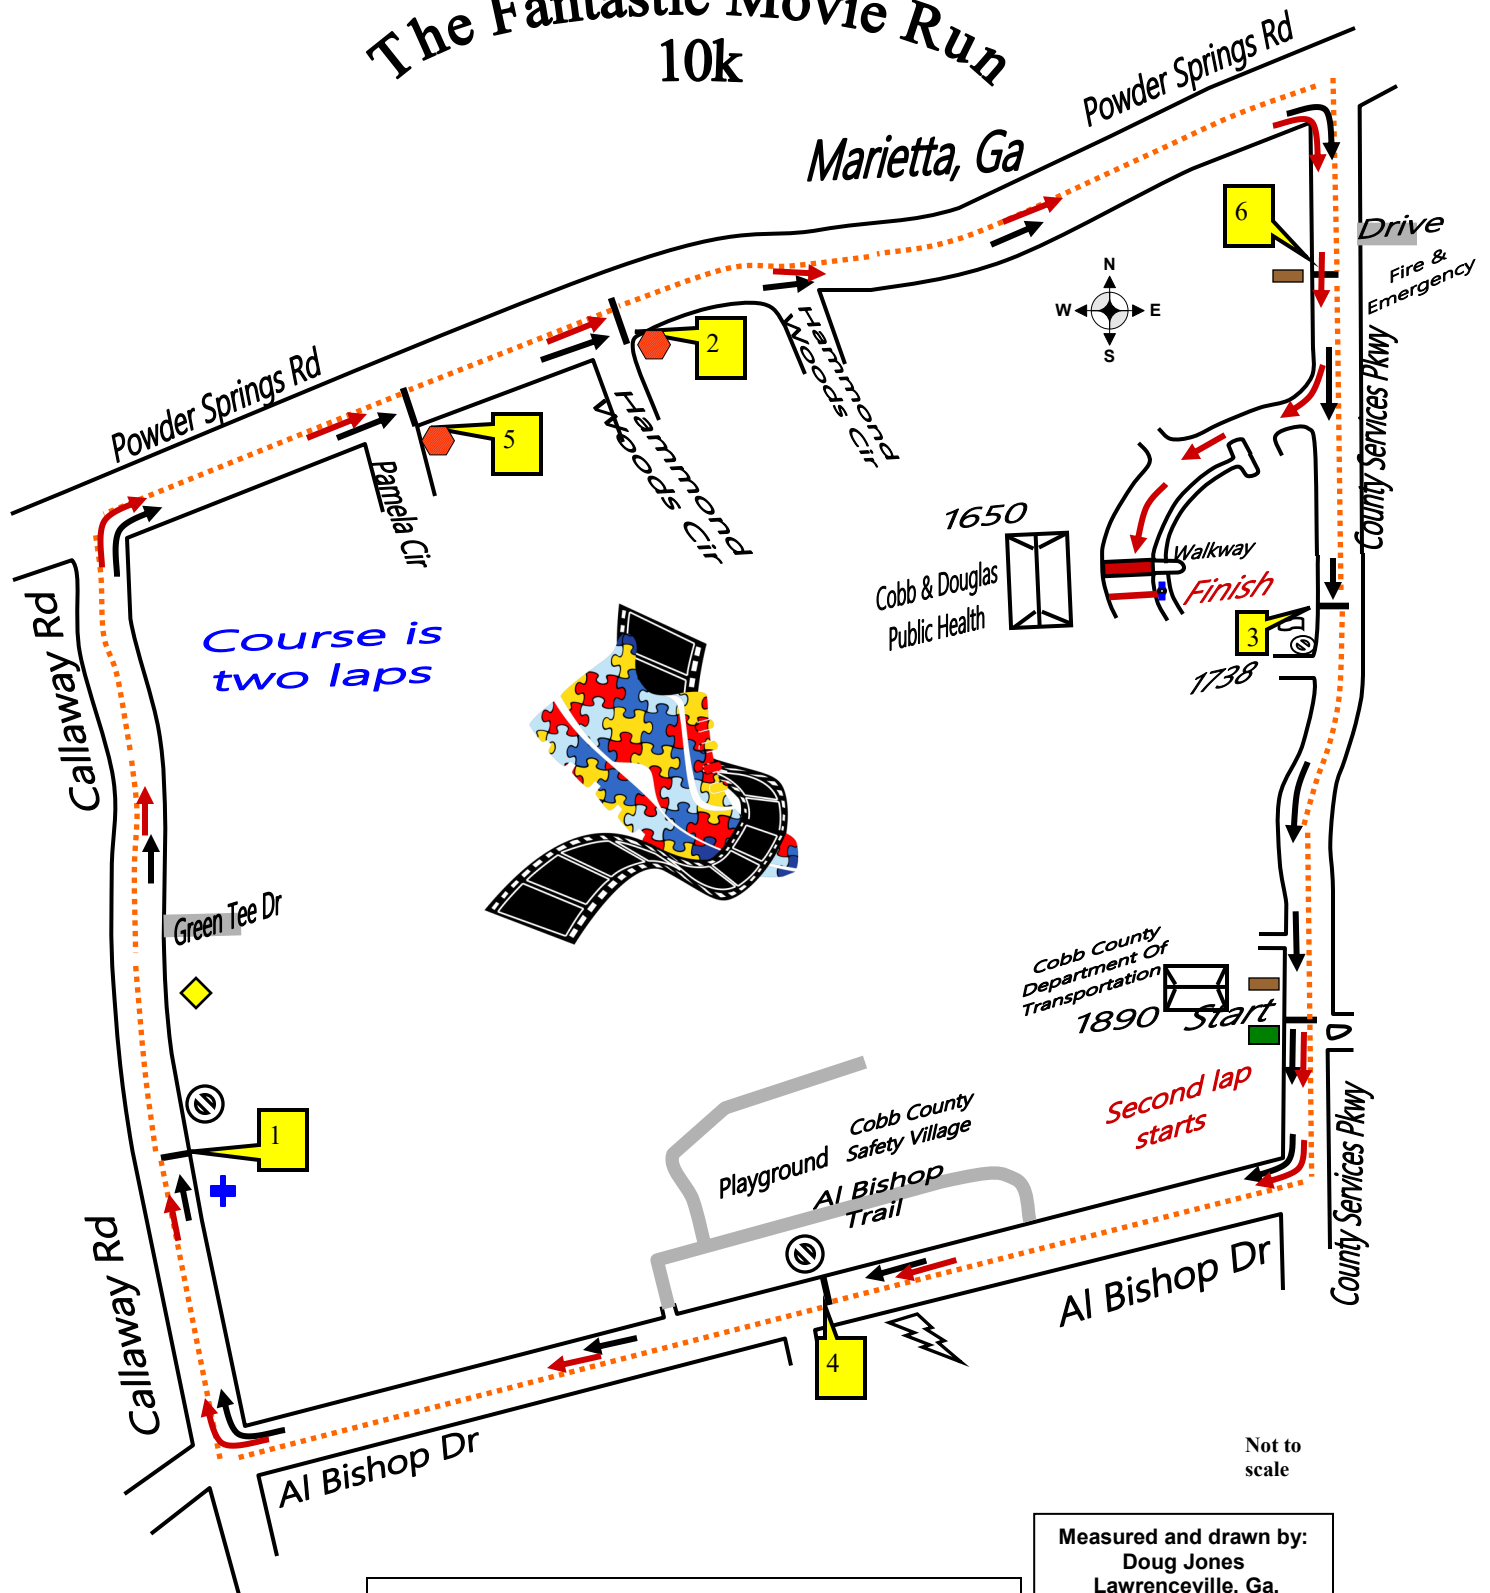 The Fantastic Movie Run
10k
Powder Springs Rd
Marietta, Ga
6
Drive
Fire &
Emergency
N
W E
S
Hammond
Woods Cir
2
Powder Springs Rd
5
Hammond
Woods Cir
Pamela Cir
County Services Pkwy
1650
Cobb & Douglas
Public Health
Walkway
Finish
3
1738
Callaway Rd
Course is
two laps
Green Tee Dr
Cobb County
Department Of
Transportation
1890
Start
Second lap
starts
1
Cobb County
Safety Village
Playground
Al Bishop
Trail
County Services Pkwy
Callaway Rd
Al Bishop Dr
4
Al Bishop Dr
Not to
scale
Measured and drawn by:
Doug Jones
Lawrenceville, Ga.